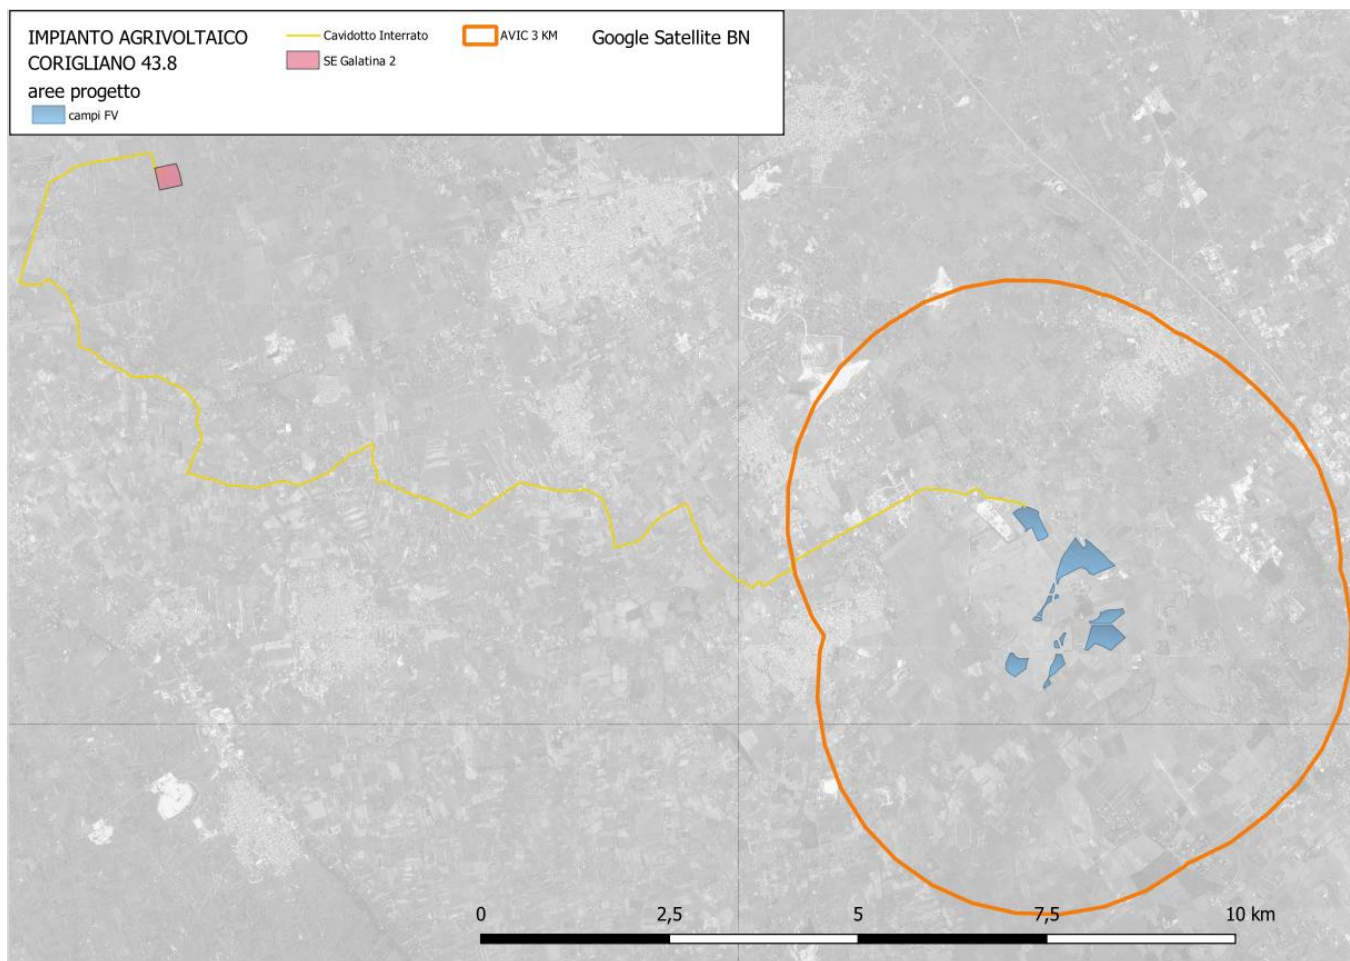 IMPIANTO AGRIVOLTAICO
CORIGLIANO 43.8
aree progetto
campi FV
Cavidotto Interrato
SE Galatina 2
AVIC 3 KM
Google Satellite BN
0 2,5 5 7,5 10 km